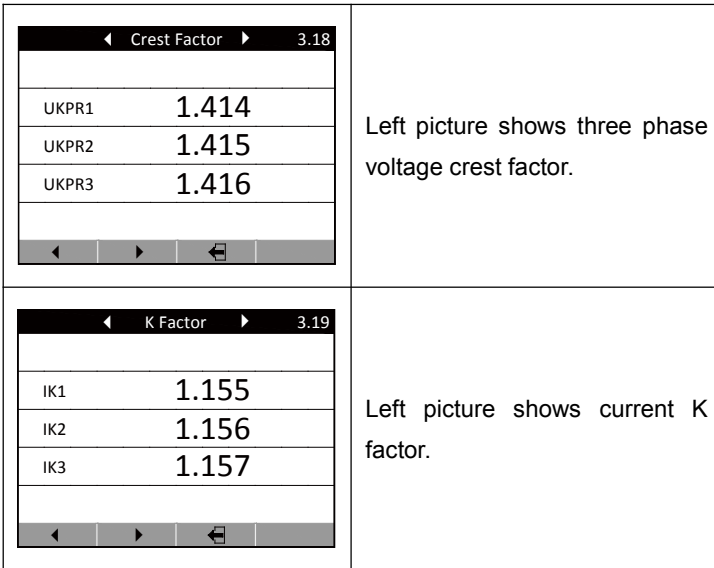 Crest Factor 3.18
UKPR1 1.414
UKPR2 1.415
UKPR3 1.416
Left picture shows three phase
voltage crest factor.
K Factor 3.19
IK1 1.155
IK2 1.156
IK3 1.157
Left picture shows current K
factor.